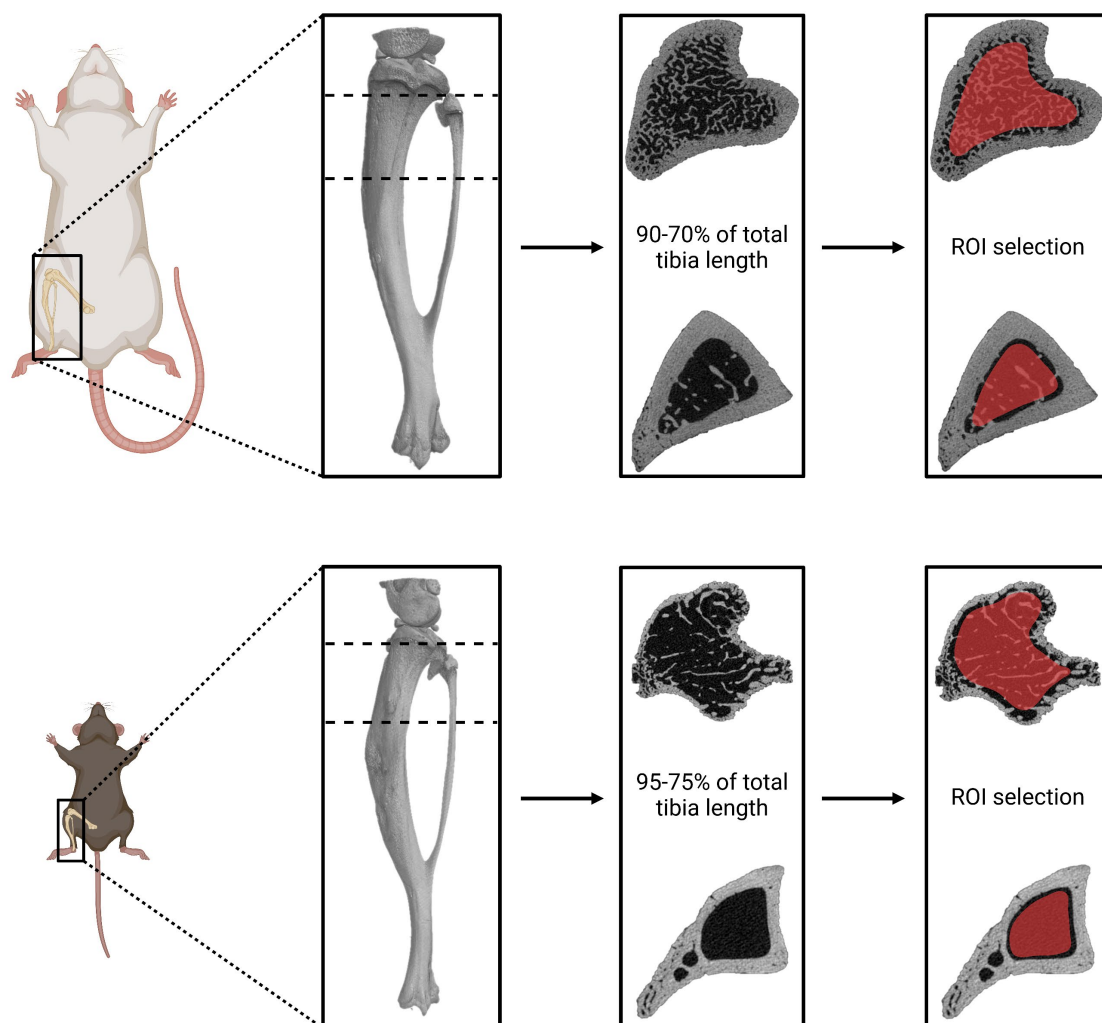 90-70% of total
tibia length
ROI selection
95-75% of total
tibia length
ROI selection